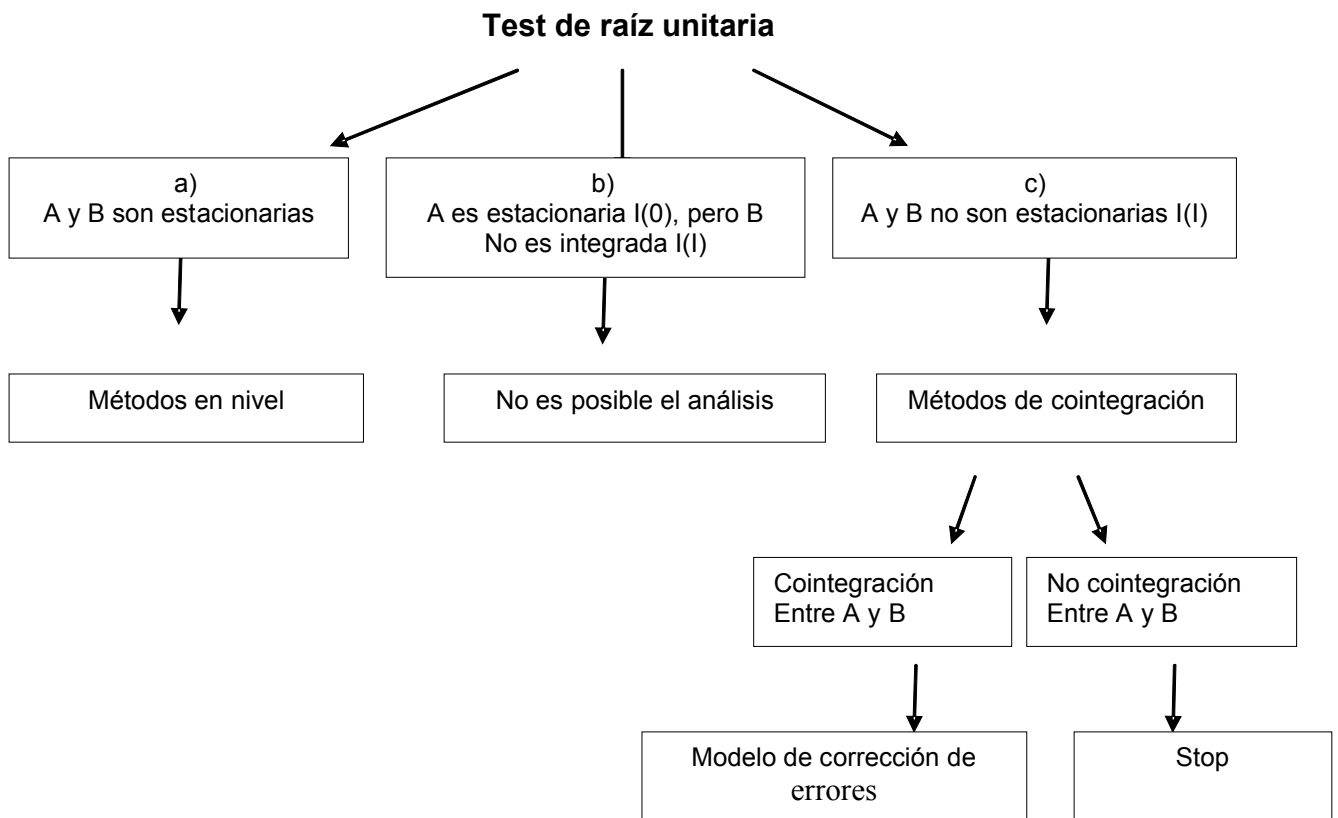 Test de raíz unitaria
a)
A y B son estacionarias
b)
A es estacionaria I(0), pero B
No es integrada I(I)
c)
A y B no son estacionarias I(I)
Métodos en nivel
No es posible el análisis
Métodos de cointegración
Cointegración
Entre A y B
No cointegración
Entre A y B
Modelo de corrección de
errores
Stop